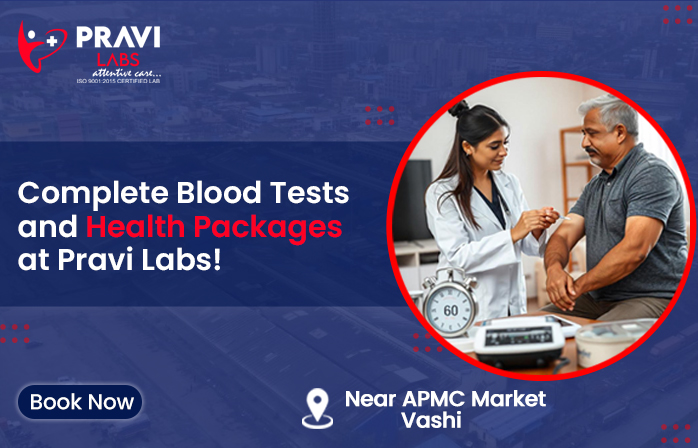 PRAVI
LABS
attentive care...
ISO 9001:2015 CERTIFIED LAB
Complete Blood Tests
and Health Packages
at Pravi Labs!
60
Book Now
Near APMC Market
Vashi